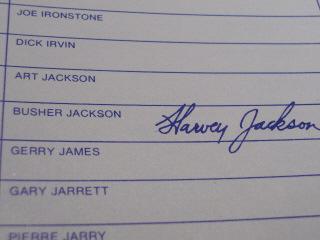 JOE IRONSTONE
DICK IRVIN
ART JACKSON
BUSHER JACKSON Harvey Jackson
GERRY JAMES
GARY JARRETT
PIERRE JARRY